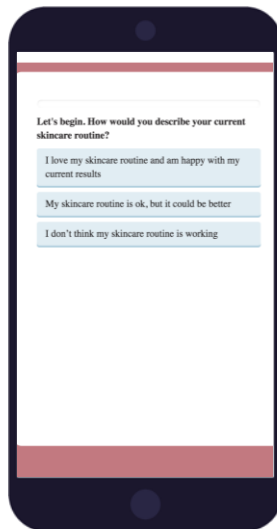 Let's begin. How would you describe your current
skincare routine?
I love my skincare routine and am happy with my
current results
My skincare routine is ok, but it could be better
I don't think my skincare routine is working